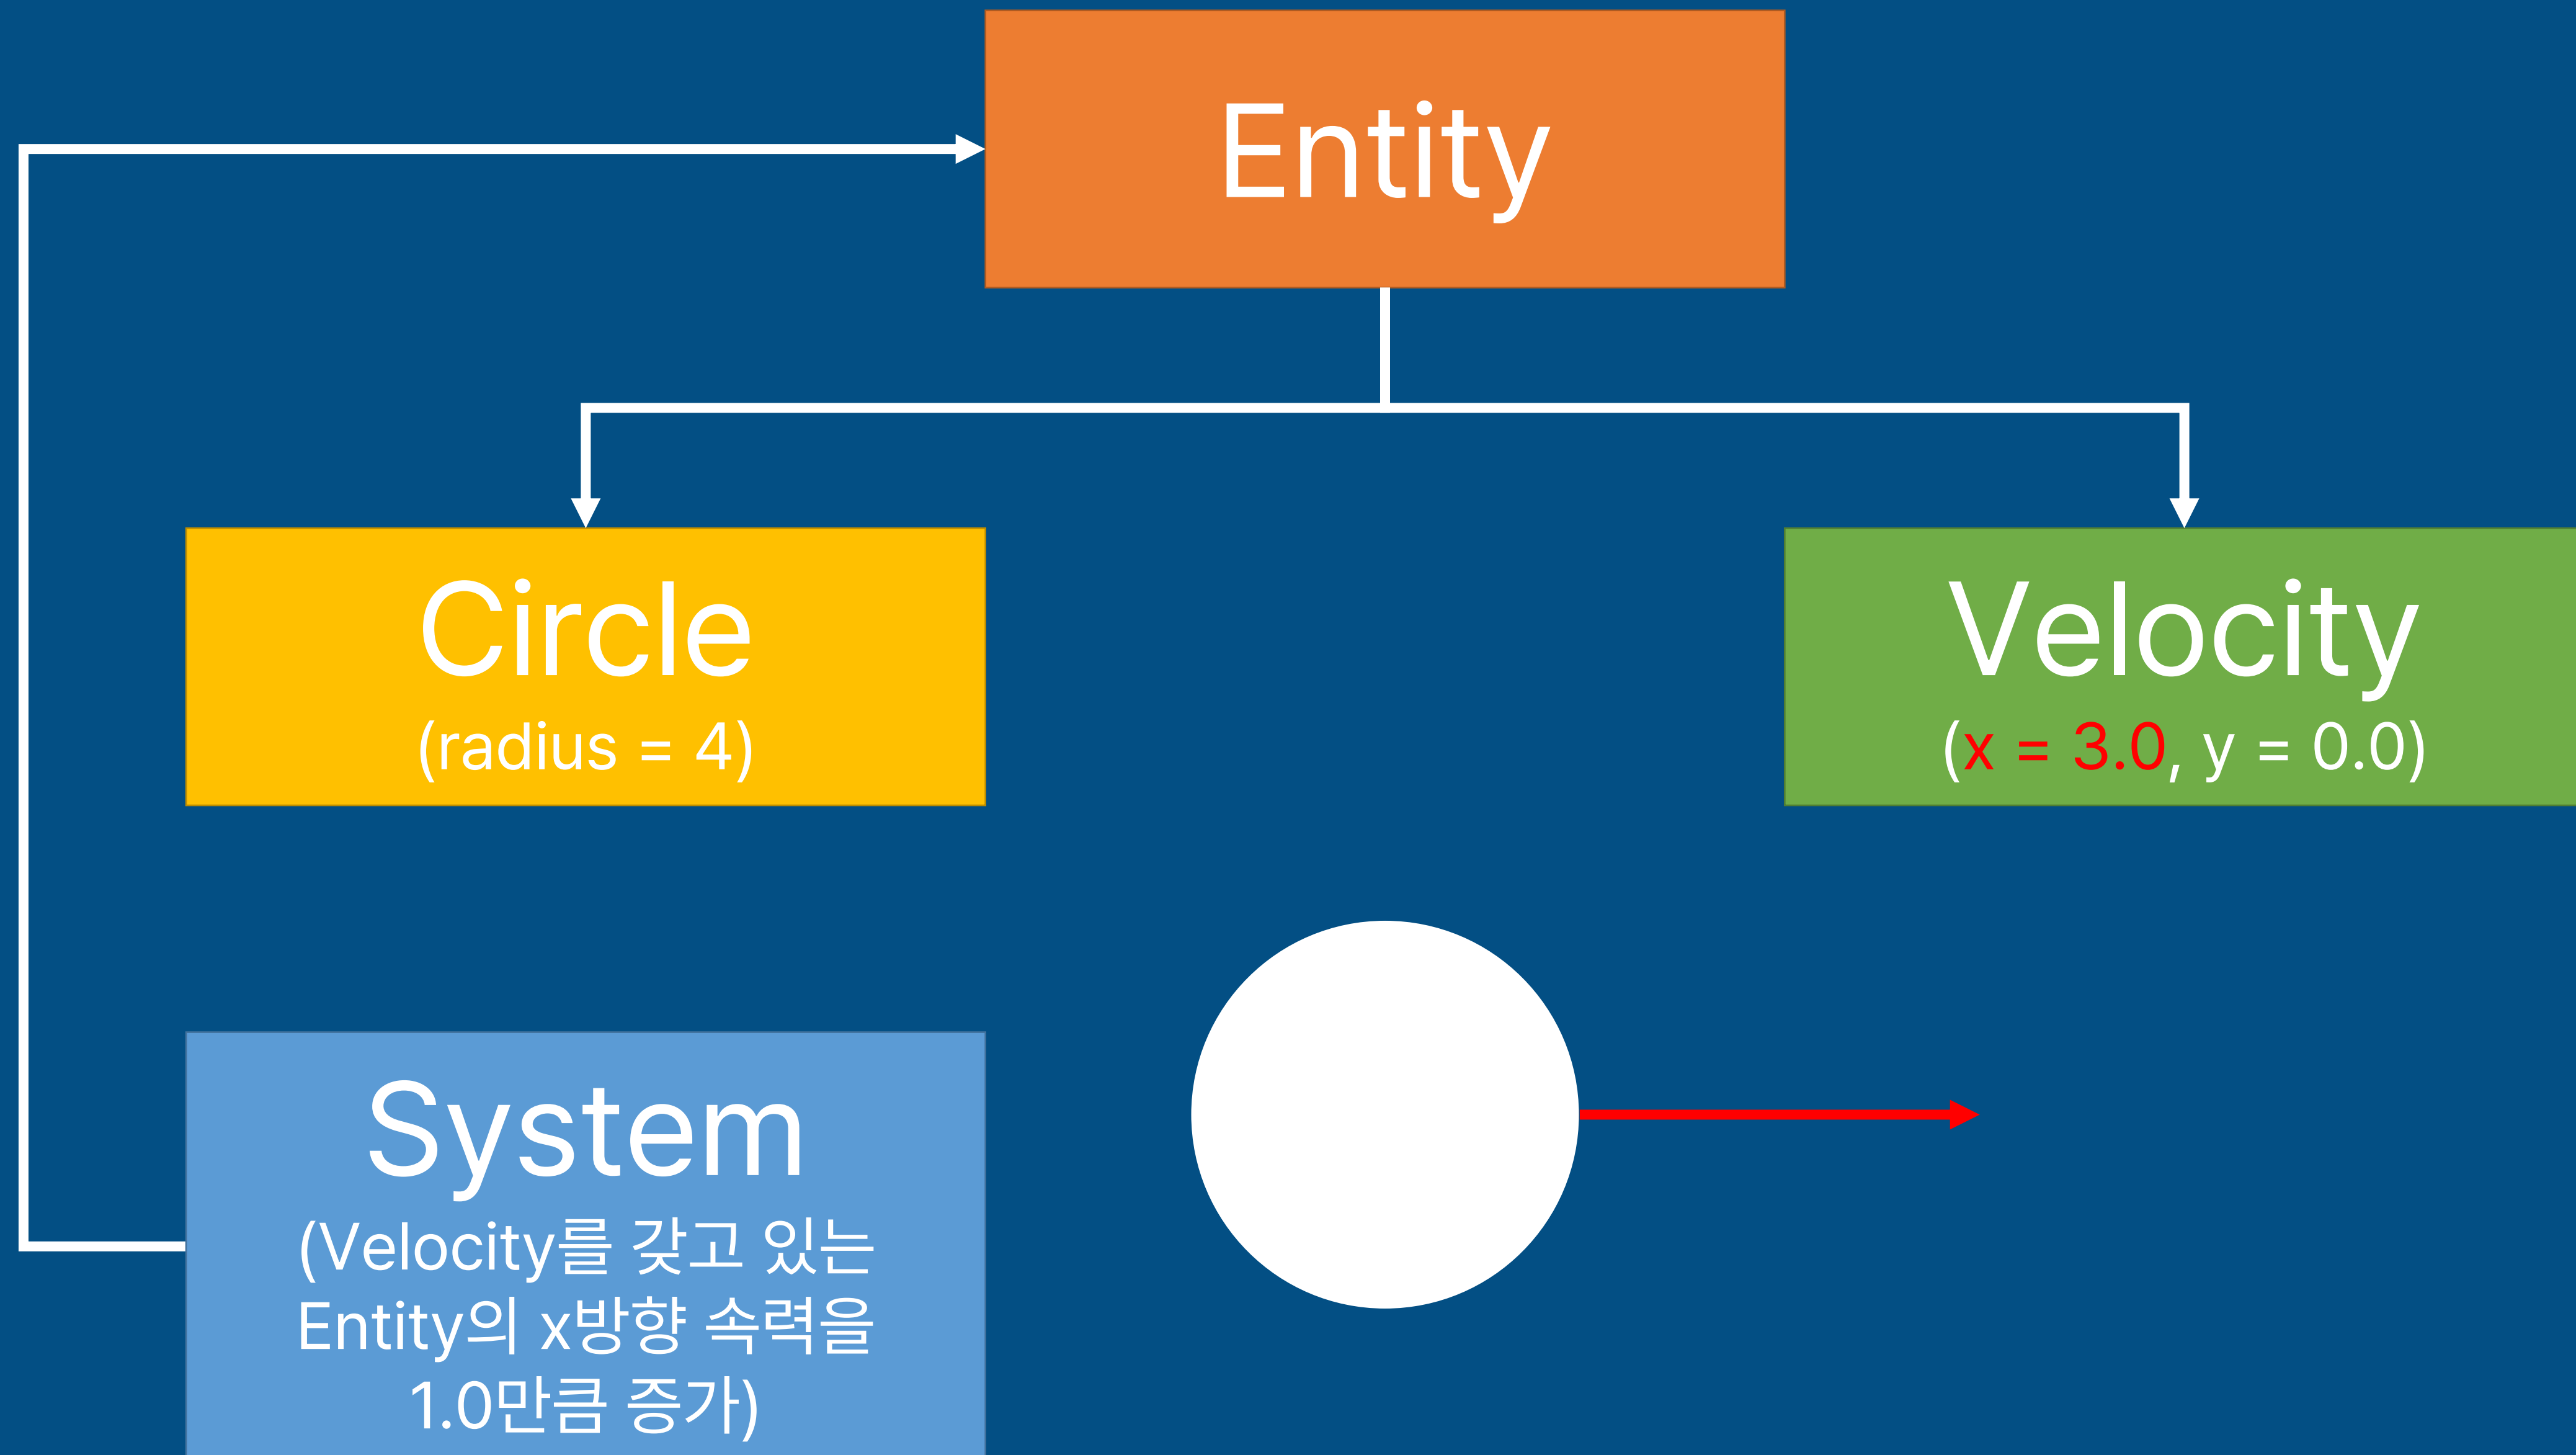 Entity
Circle
(radius = 4)
Velocity
(x = 3.0, y = 0.0)
System
(Velocity를 갖고 있는
Entity의 x방향 속력을
1.0만큼 증가)